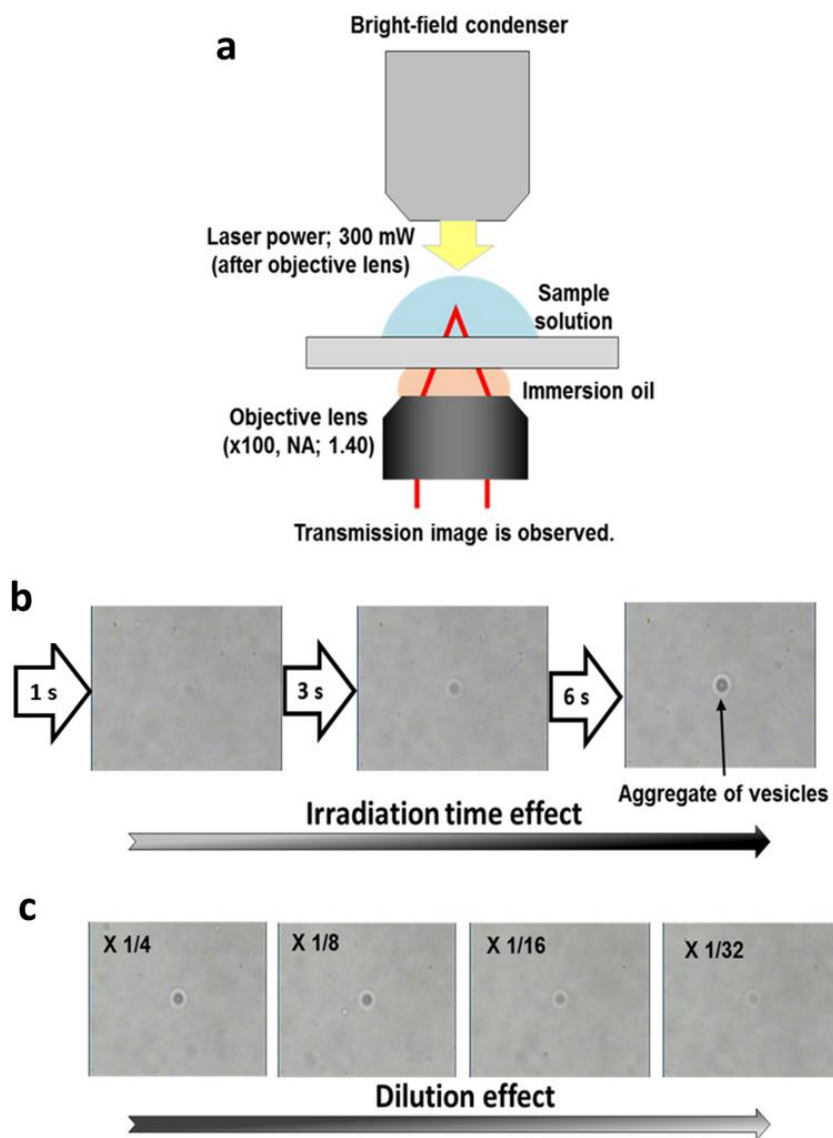 a
Bright-field condenser
Laser power; 300 mW
(after objective lens)
Sample
solution
Immersion oil
Objective lens
(x100, NA; 1.40)
Transmission image is observed.
b
1 s
3 s
6 s
Aggregate of vesicles
Irradiation time effect
c
X 1/4
X 1/8
X 1/16
X 1/32
Dilution effect